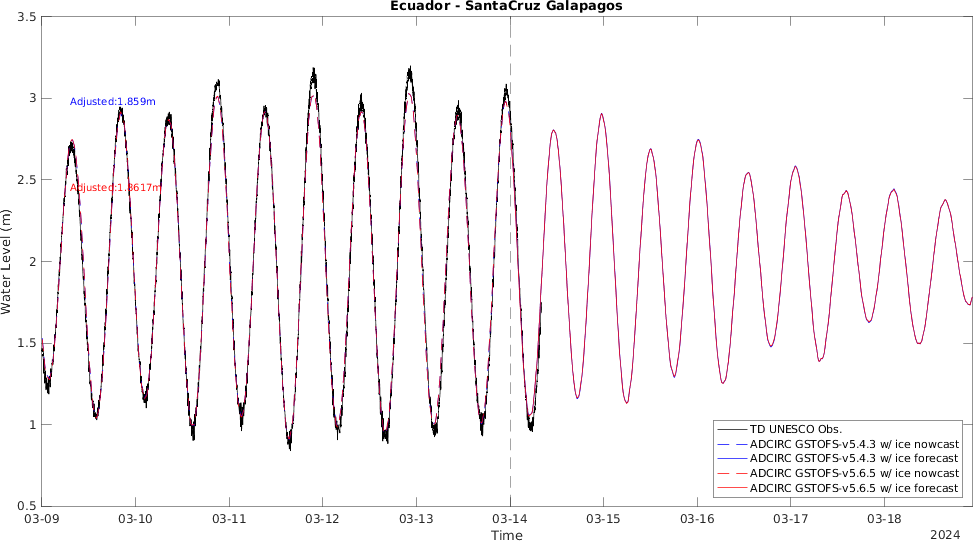 Ecuador - SantaCruz Galapagos
3.5
3
2.5
2
1.5
1
0.5
Water Level (m)
Adjusted:1.859m
Adjusted:1.8617m
TD UNESCO Obs.
ADCIRC GSTOFS-v5.4.3 w/ ice nowcast
ADCIRC GSTOFS-v5.4.3 w/ ice forecast
ADCIRC GSTOFS-v5.6.5 w/ ice nowcast
ADCIRC GSTOFS-v5.6.5 w/ ice forecast
03-09 03-10 03-11 03-12 03-13 03-14 03-15 03-16 03-17 03-18
Time
2024